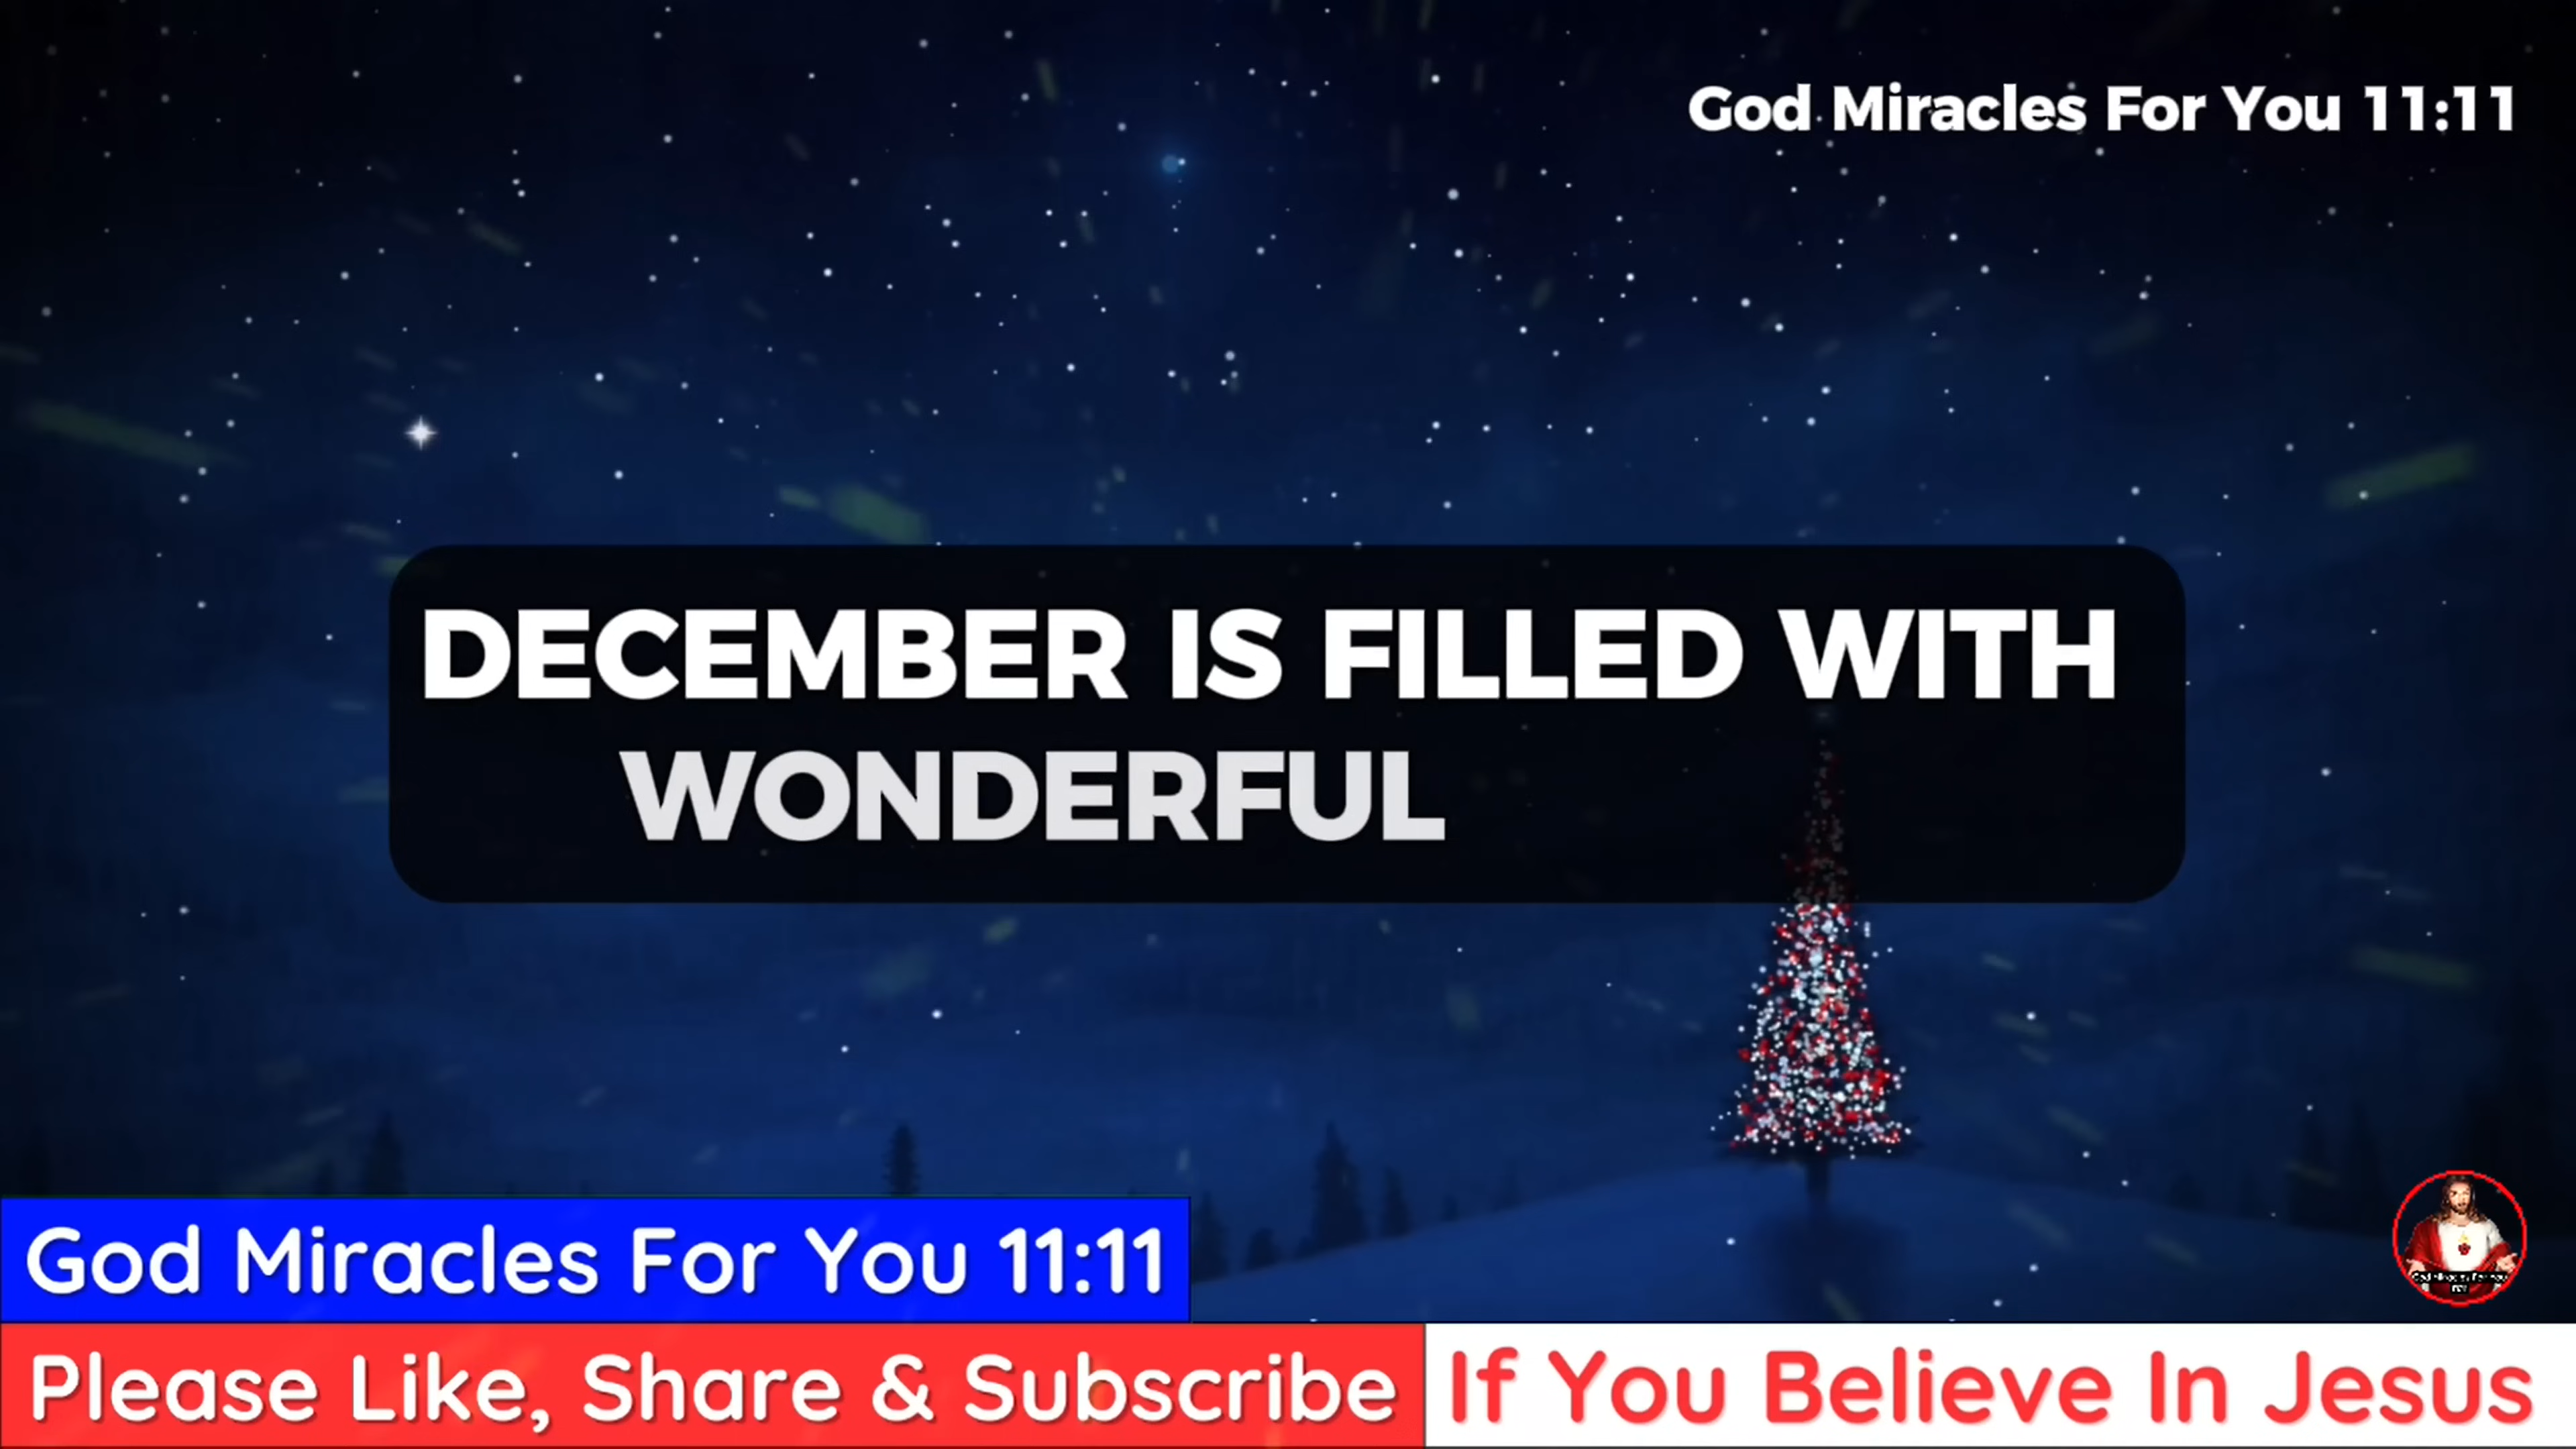 God Miracles For You 11:11
DECEMBER IS FILLED WITH
WONDERFUL
God Miracles For You 11:11
Please Like, Share & Subscribe
If You Believe In Jesus